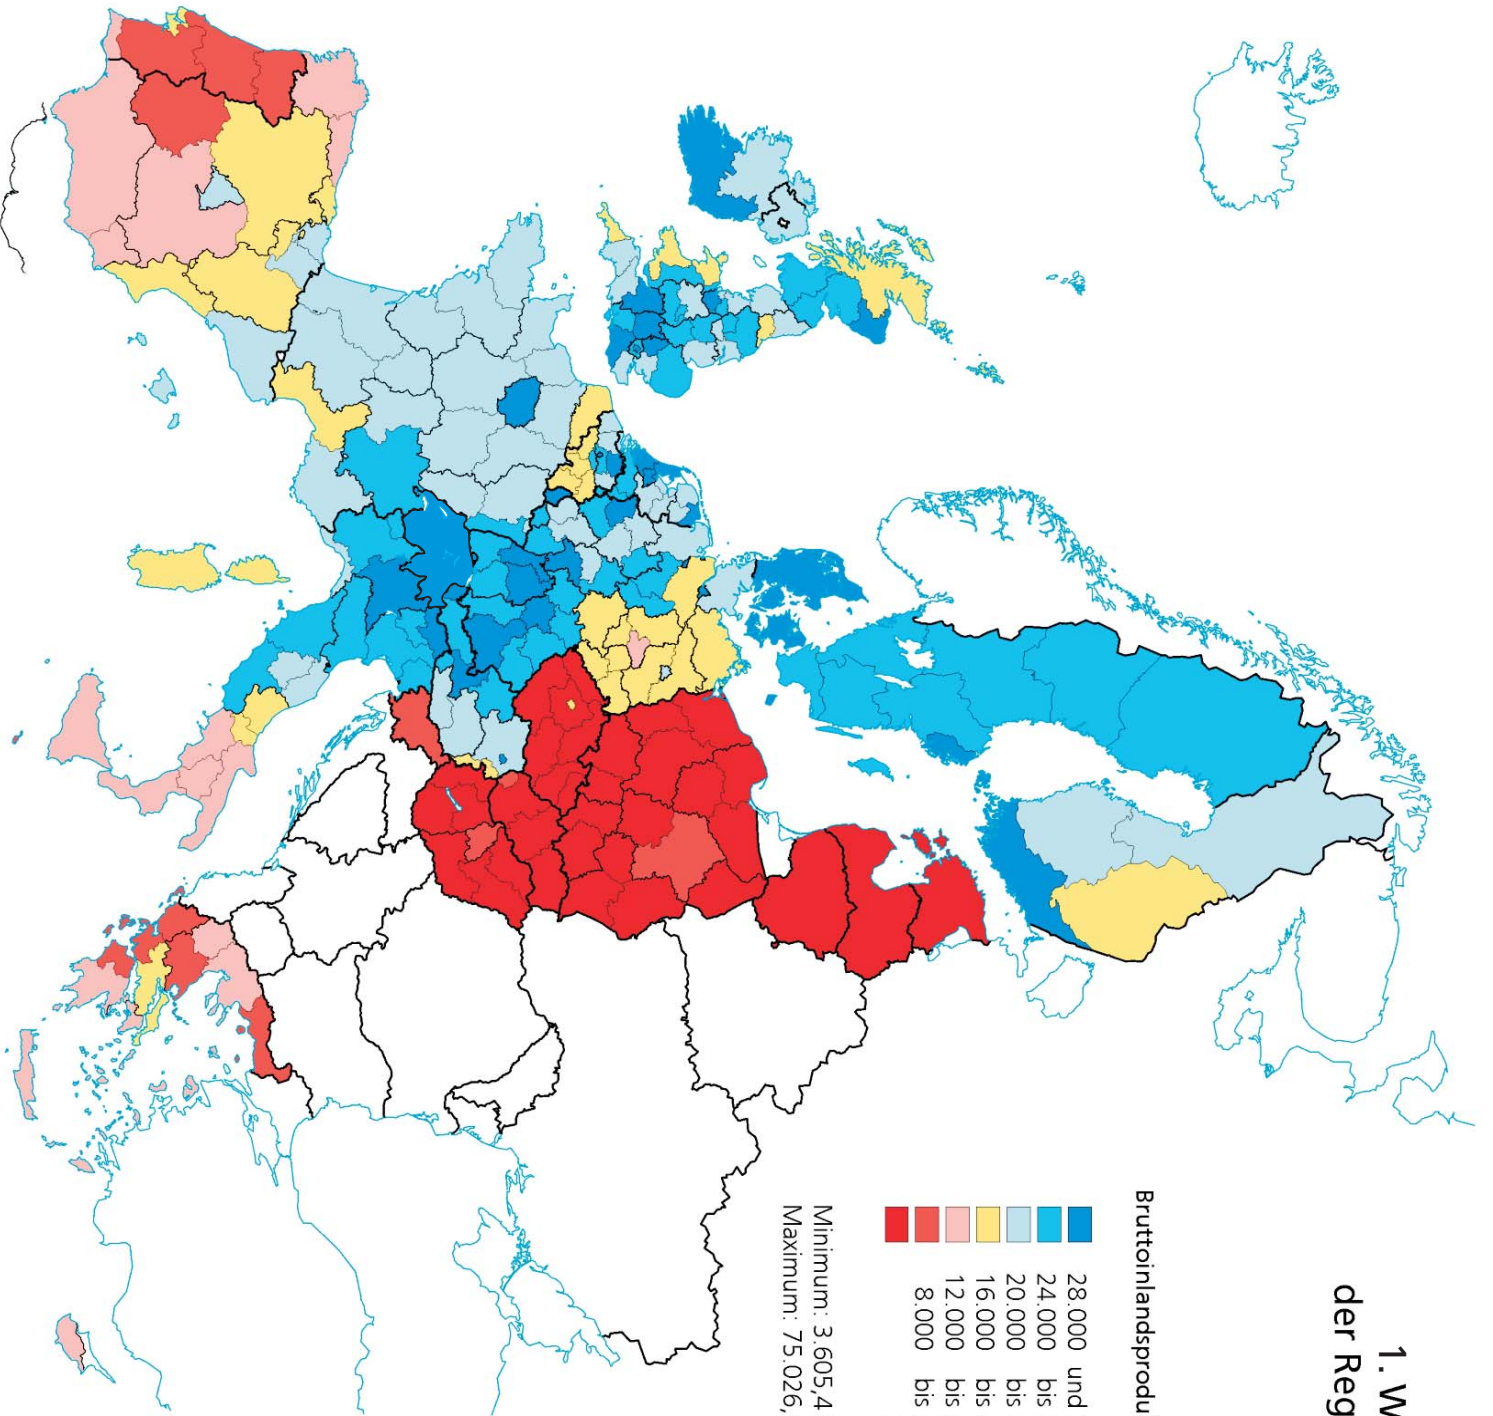 1. W
der Reg
Bruttoinlandsprodu
28.000 und
24.000 bis
20.000 bis
16.000 bis
12.000 bis
8.000 bis
Minimum: 3.605,4
Maximum: 75.026,